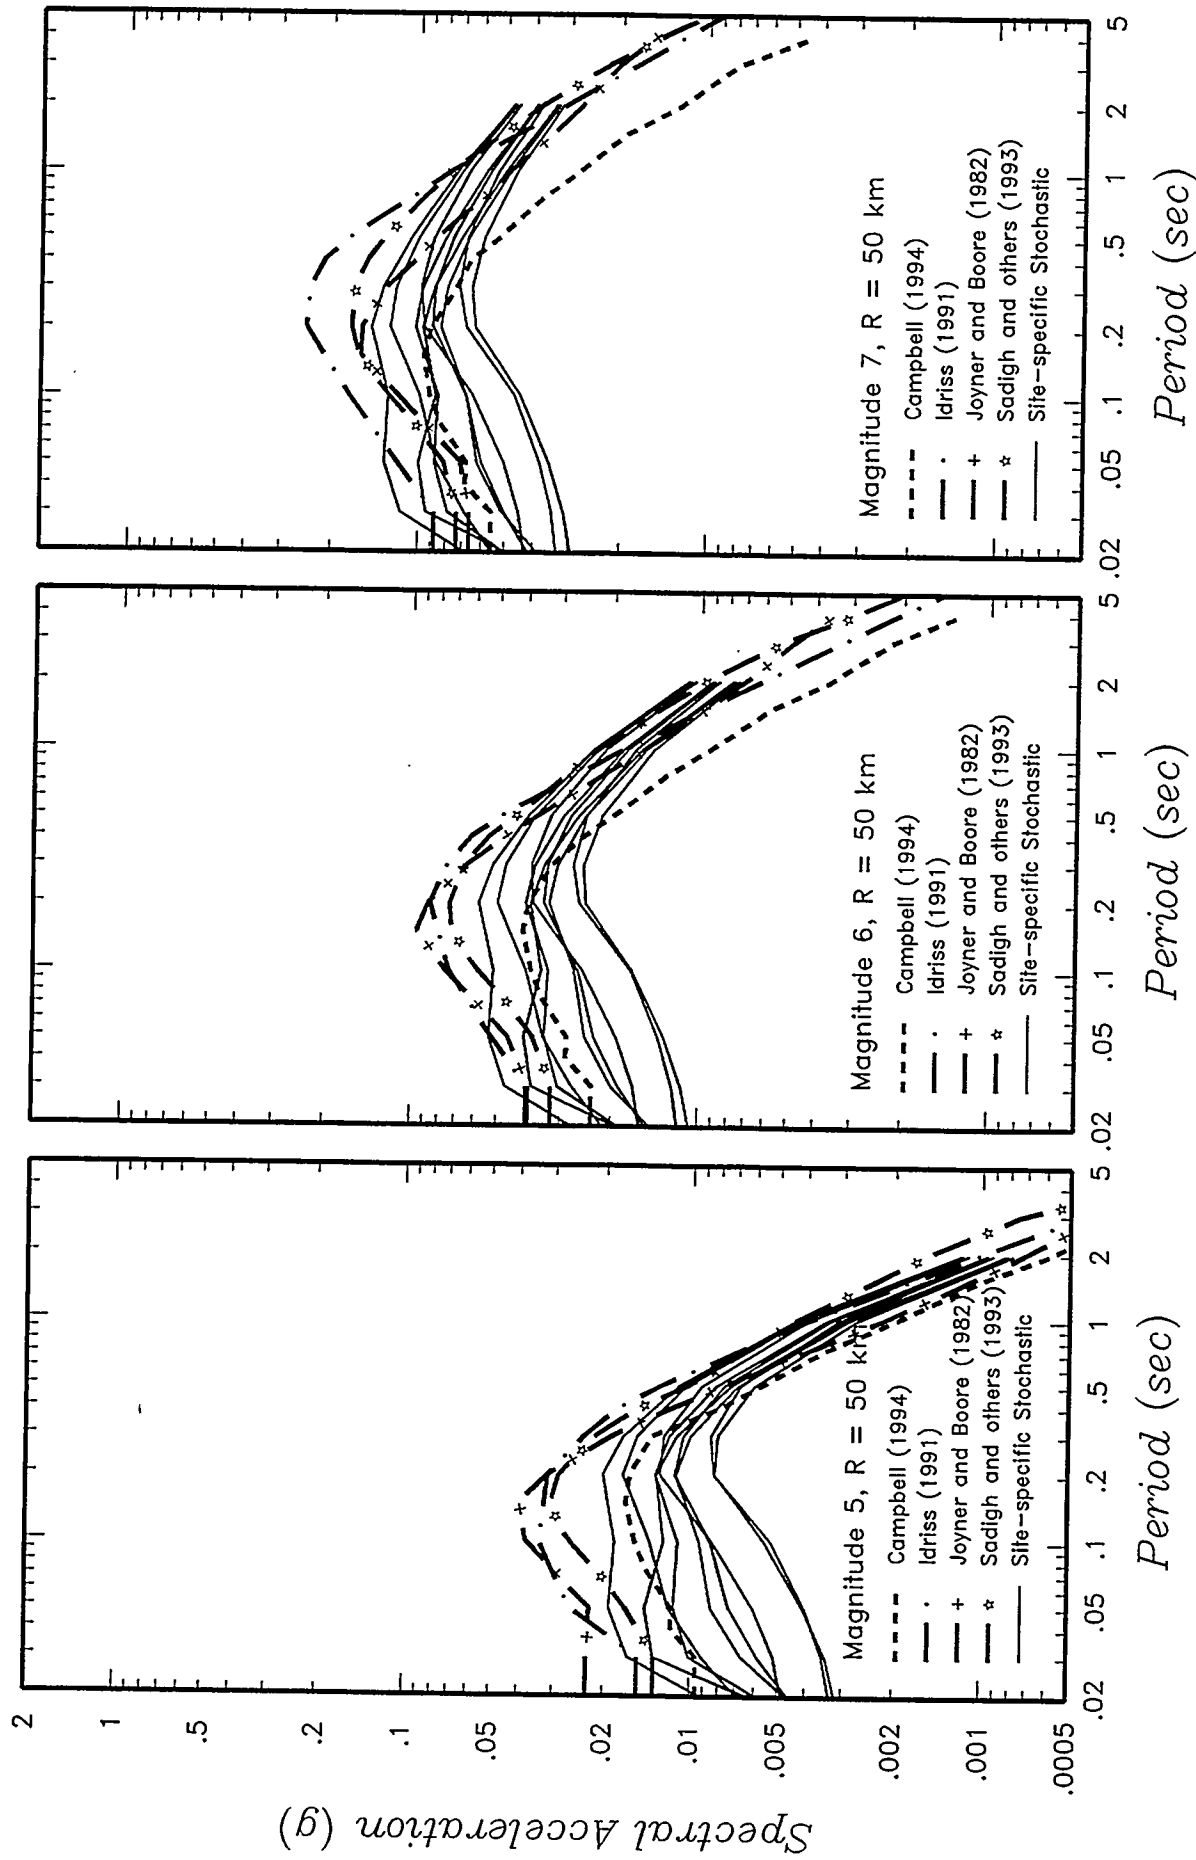 Spectral Acceleration (g)
2
1
.5
.2
.1
.05
.02
.01
.005
.002
.001
.0005
Magnitude 5, R = 50 km
Campbell (1994)
Idriss (1991)
Joyner and Boore (1982)
Sadigh and others (1993)
Site-specific Stochastic
.02
.05
.1
.2
.5
1
2
5
Period (sec)
Magnitude 6, R = 50 km
Campbell (1994)
Idriss (1991)
Joyner and Boore (1982)
Sadigh and others (1993)
Site-specific Stochastic
.02
.05
.1
.2
.5
1
2
5
Period (sec)
Magnitude 7, R = 50 km
Campbell (1994)
Idriss (1991)
Joyner and Boore (1982)
Sadigh and others (1993)
Site-specific Stochastic
.02
.05
.1
.2
.5
1
2
5
Period (sec)